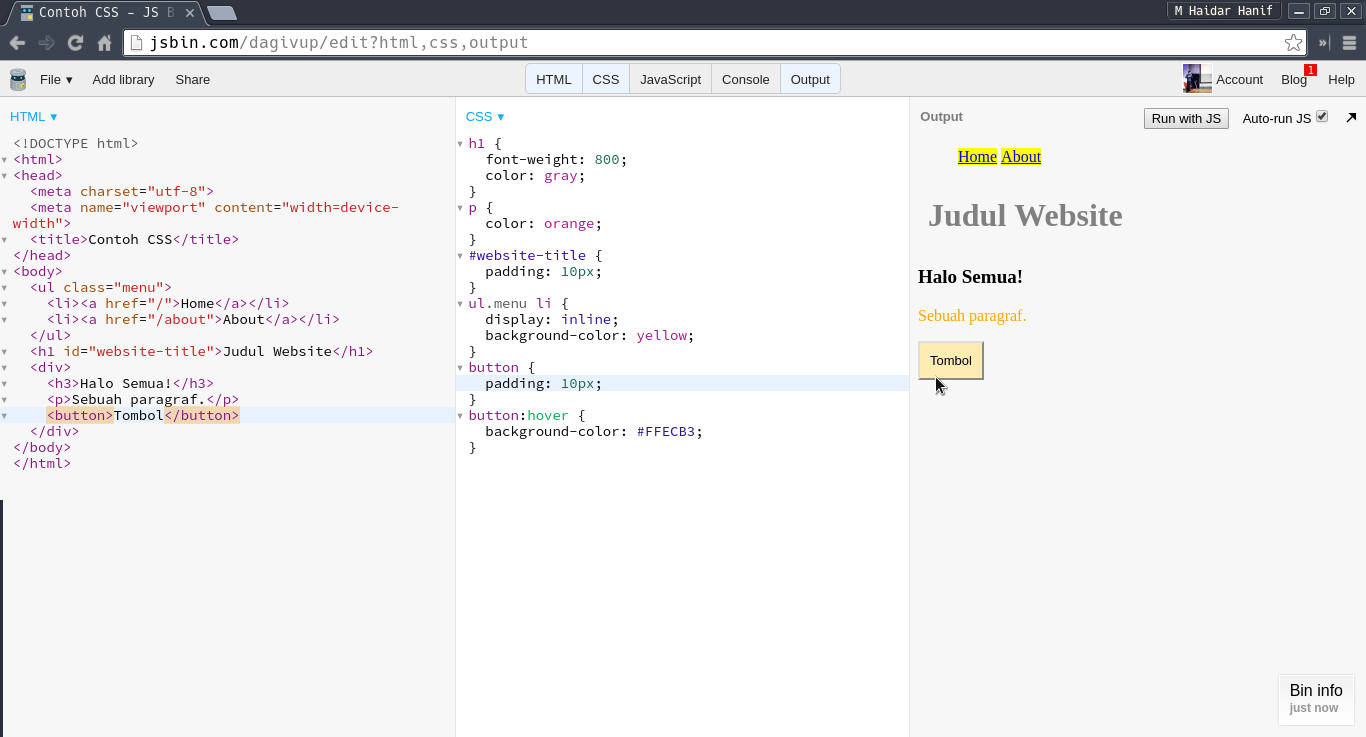 Contoh CSS - JS B
M Haidar Hanif
jsbin.com/dagivup/edit?html,css,output
File ▾ Add library Share HTML CSS JavaScript Console Output Account Blog 1 Help
HTML ▾
<!DOCTYPE html>
<html>
<head>
  <meta charset="utf-8">
  <meta name="viewport" content="width=device-
width">
  <title>Contoh CSS</title>
</head>
<body>
  <ul class="menu">
    <li><a href="/">Home</a></li>
    <li><a href="/about">About</a></li>
  </ul>
  <h1 id="website-title">Judul Website</h1>
  <div>
    <h3>Halo Semua!</h3>
    <p>Sebuah paragraf.</p>
    <button>Tombol</button>
  </div>
</body>
</html>
CSS ▾
h1 {
  font-weight: 800;
  color: gray;
}
p {
  color: orange;
}
#website-title {
  padding: 10px;
}
ul.menu li {
  display: inline;
  background-color: yellow;
}
button {
  padding: 10px;
}
button:hover {
  background-color: #FFECB3;
}
Output Run with JS Auto-run JS
Home About
Judul Website
Halo Semua!
Sebuah paragraf.
Tombol
Bin info
just now